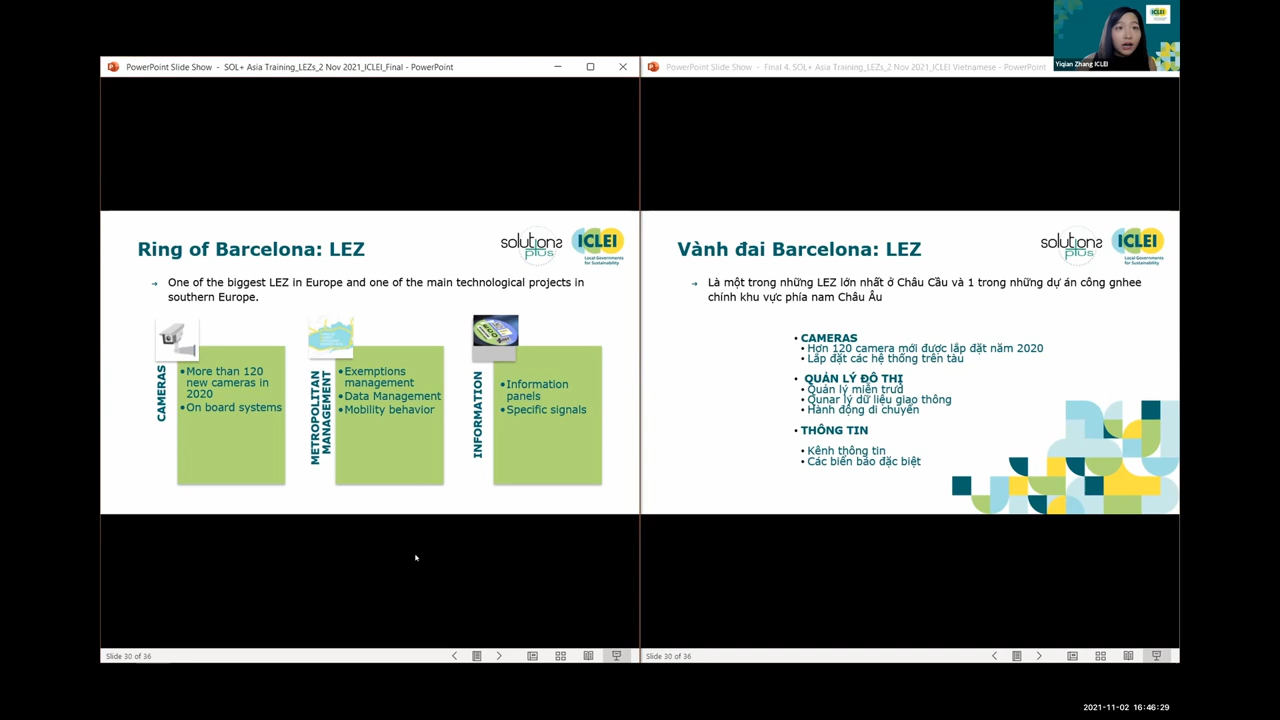 PowerPoint Slide Show - SOL+ Asia Training_LEZs_2 Nov 2021_ICLEI_Final - PowerPoint
Ring of Barcelona: LEZ
solutions
plus
ICLEI
Local Governments
for Sustainability
One of the biggest LEZ in Europe and one of the main technological projects in
southern Europe.
CAMERAS
•More than 120
new cameras in
2020
•On board systems
METROPOLITAN
MANAGEMENT
•Exemptions
management
•Data Management
•Mobility behavior
INFORMATION
•Information
panels
•Specific signals
Slide 30 of 36
PowerPoint Slide Show - Final 4. SOL+ Asia Training_LEZs_2 Nov 2021_ICLEI Vietnamese - PowerPoint
Vành đai Barcelona: LEZ
solutions
plus
ICLEI
Local Governments
for Sustainability
Là một trong những LEZ lớn nhất ở Châu Cầu và 1 trong những dự án công gnhee
chính khu vực phía nam Châu Âu
• CAMERAS
• Hơn 120 camera mới được lắp đặt năm 2020
• Lắp đặt các hệ thống trên tàu
• QUẢN LÝ ĐÔ THỊ
• Qủan lý miễn trừd
• Qunar lý dữ liệu giao thông
• Hành động di chuyển
• THÔNG TIN
• Kênh thông tin
• Các biển báo đặc biệt
Slide 30 of 36
ICLEI
Yiqian Zhang ICLEI
2021-11-02 16:46:29